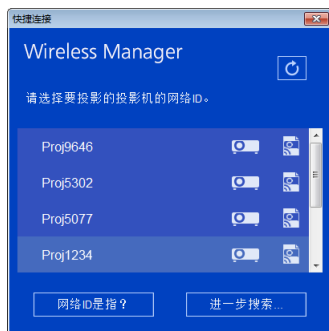 快捷连接
Wireless Manager
请选择要投影的投影机的网络ID。
Proj9646
Proj5302
Proj5077
Proj1234
网络ID是指？
进一步搜索...